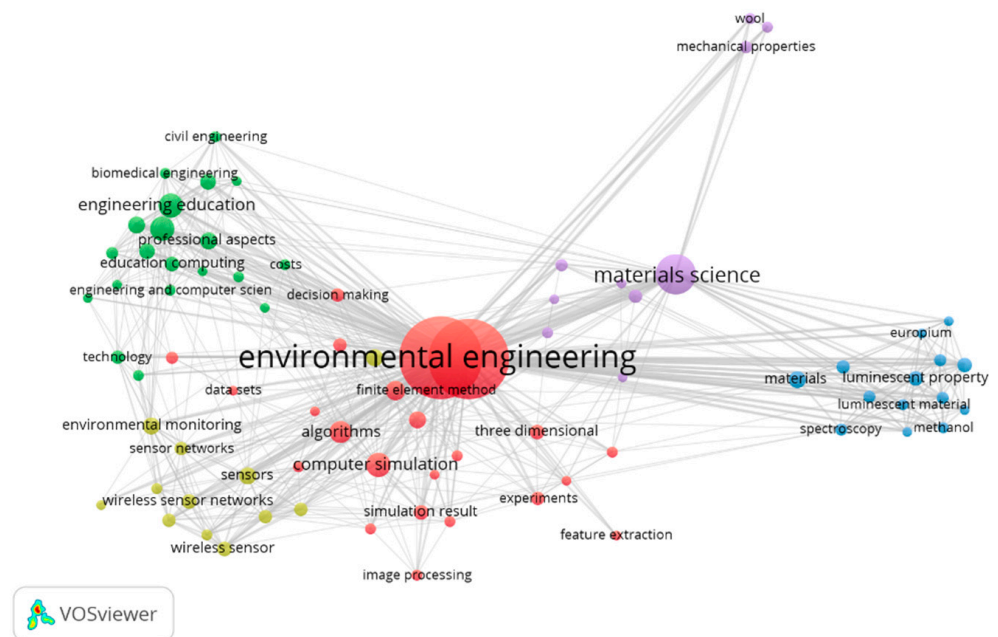 wool
mechanical properties
civil engineering
biomedical engineering
engineering education
professional aspects
education computing
costs
materials science
engineering and computer scien
decision making
europium
technology
environmental engineering
materials
luminescent property
data sets
finite element method
luminescent material
environmental monitoring
algorithms
three dimensional
spectroscopy
methanol
sensor networks
computer simulation
sensors
wireless sensor networks
experiments
simulation result
feature extraction
wireless sensor
image processing
VOSviewer